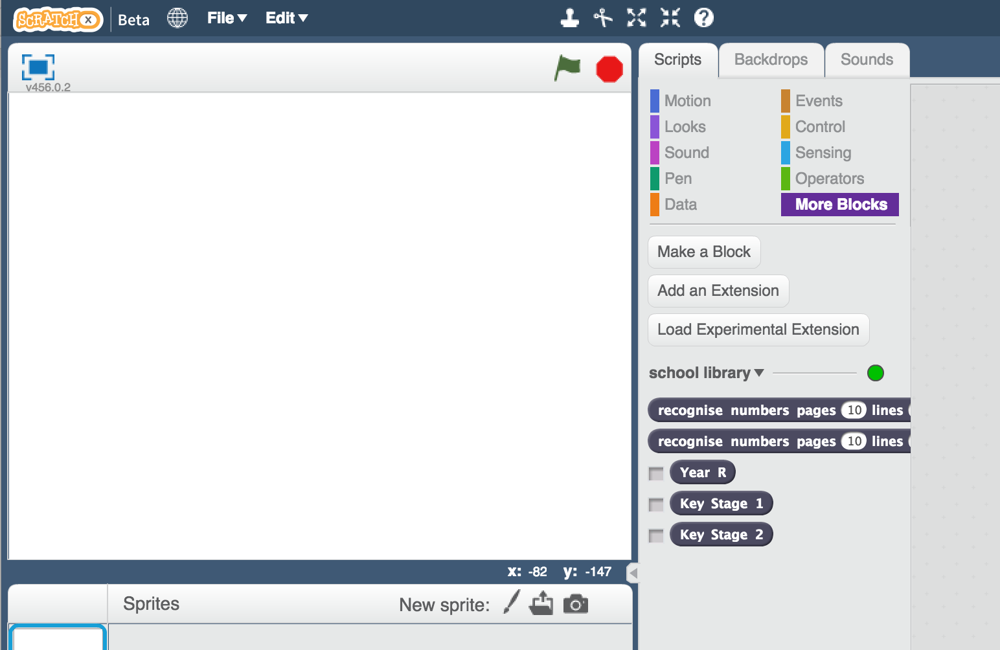 SCRATCHX Beta File Edit ?
v456.0.2
Scripts Backdrops Sounds
Motion Events
Looks Control
Sound Sensing
Pen Operators
Data More Blocks
Make a Block
Add an Extension
Load Experimental Extension
school library
recognise numbers pages 10 lines
recognise numbers pages 10 lines
Year R
Key Stage 1
Key Stage 2
x: -82 y: -147
Sprites New sprite: